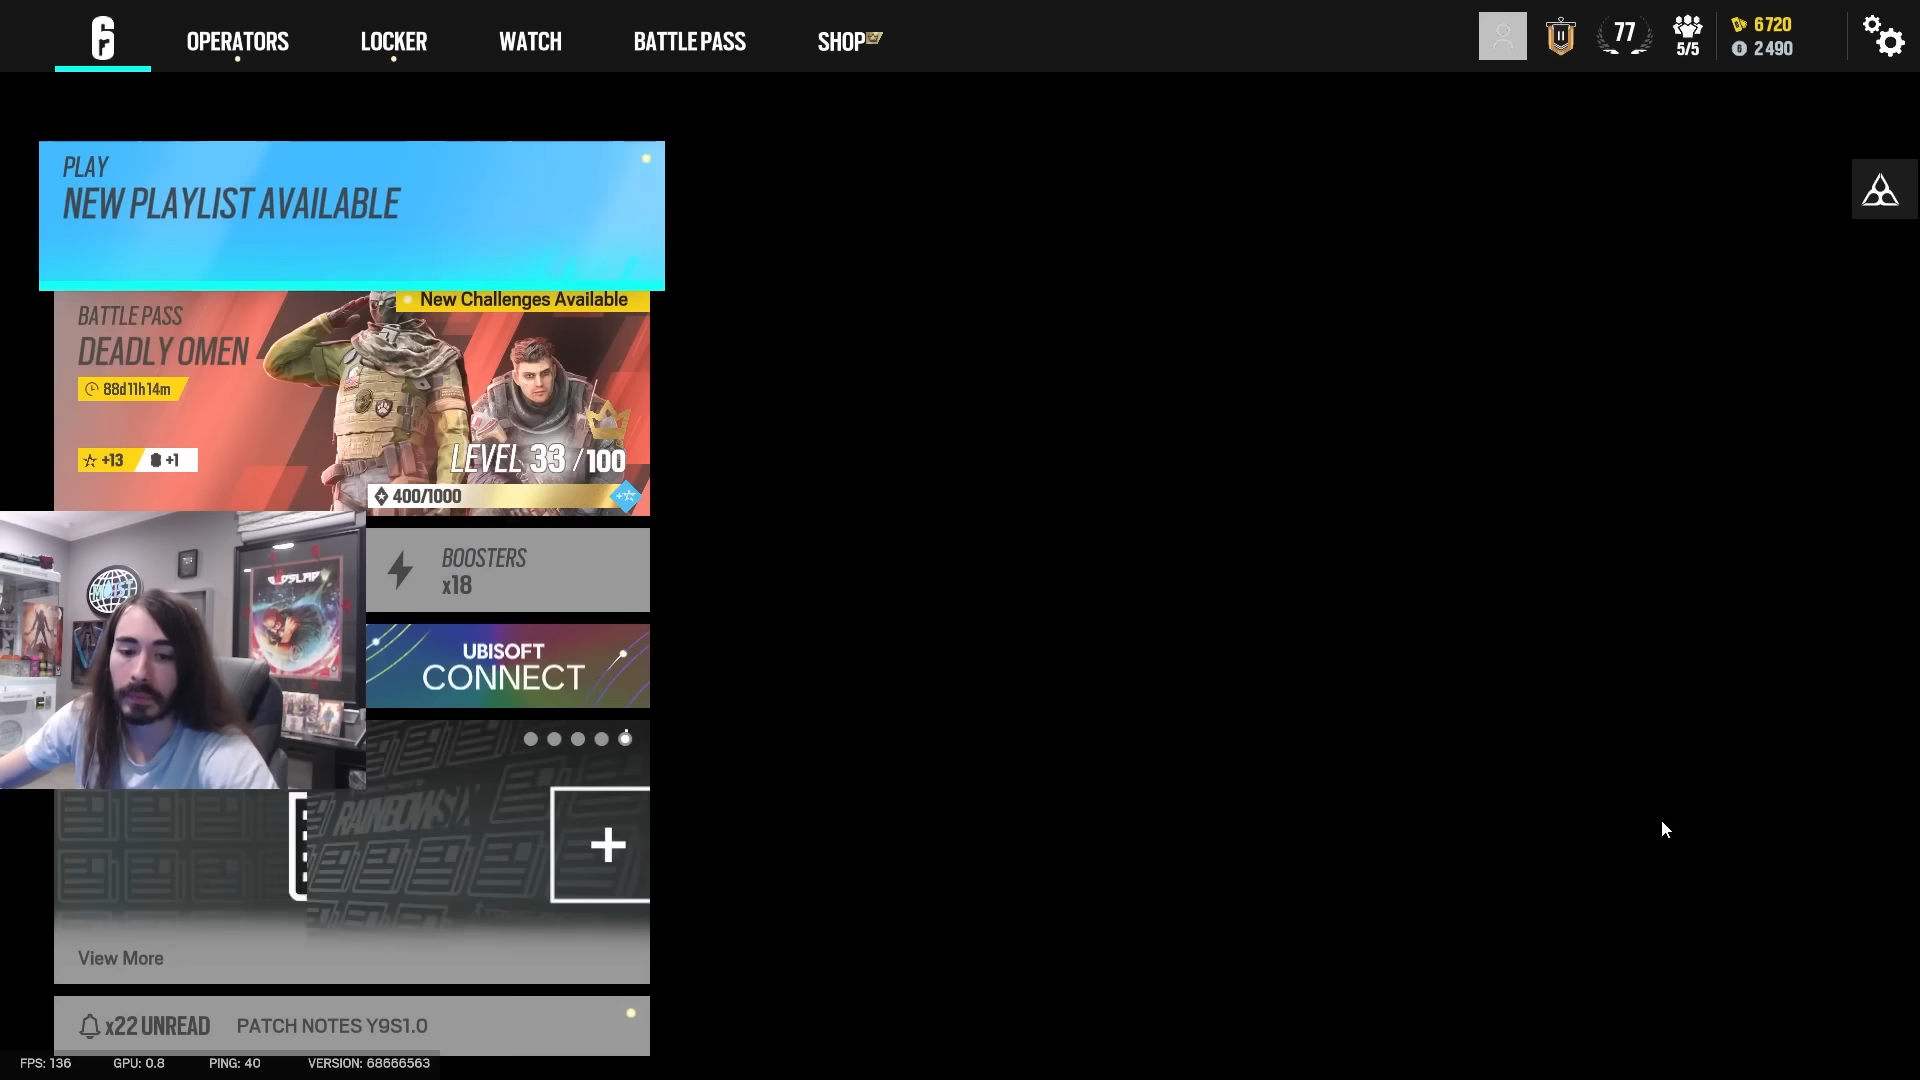 OPERATORS
LOCKER
WATCH
BATTLE PASS
SHOP
77
5/5
6720
2490
PLAY
NEW PLAYLIST AVAILABLE
New Challenges Available
BATTLE PASS
DEADLY OMEN
88d11h14m
+13
+1
LEVEL 33 /100
400/1000
BOOSTERS
x18
UBISOFT
CONNECT
MOIST
RAINBOW
View More
x22 UNREAD PATCH NOTES Y9S1.0
FPS: 136 GPU: 0.8 PING: 40 VERSION: 68666563